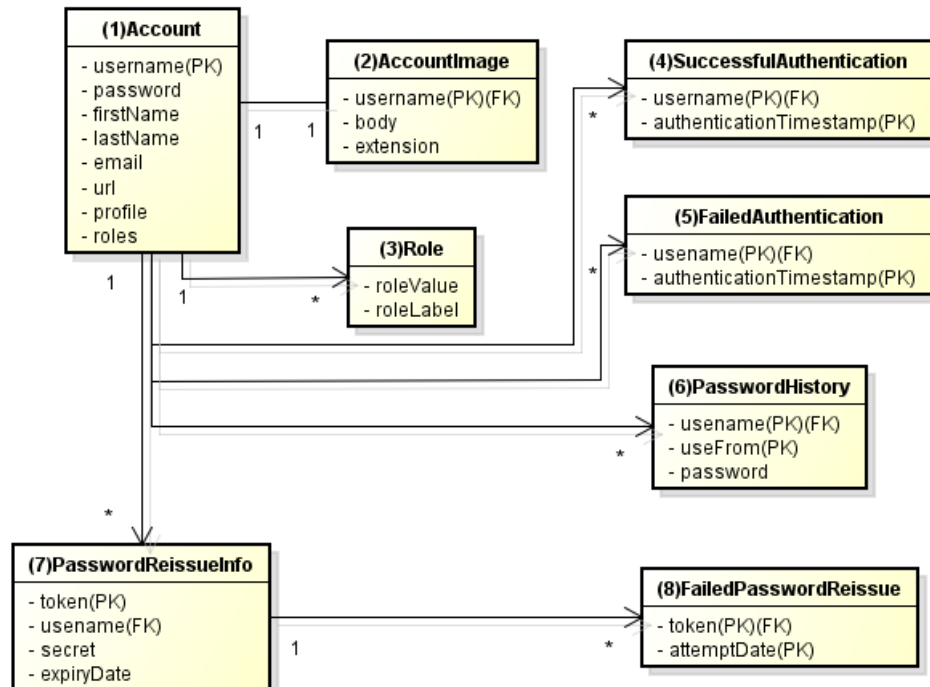 (1)Account
- username(PK)
- password
- firstName
- lastName
- email
- url
- profile
- roles
(2)AccountImage
- username(PK)(FK)
- body
- extension
(4)SuccessfulAuthentication
- username(PK)(FK)
- authenticationTimestamp(PK)
1
1
*
(5)FailedAuthentication
- usename(PK)(FK)
- authenticationTimestamp(PK)
*
(3)Role
- roleValue
- roleLabel
1
1
*
(6)PasswordHistory
- usename(PK)(FK)
- useFrom(PK)
- password
*
*
(7)PasswordReissueInfo
- token(PK)
- usename(FK)
- secret
- expiryDate
1
*
(8)FailedPasswordReissue
- token(PK)(FK)
- attemptDate(PK)